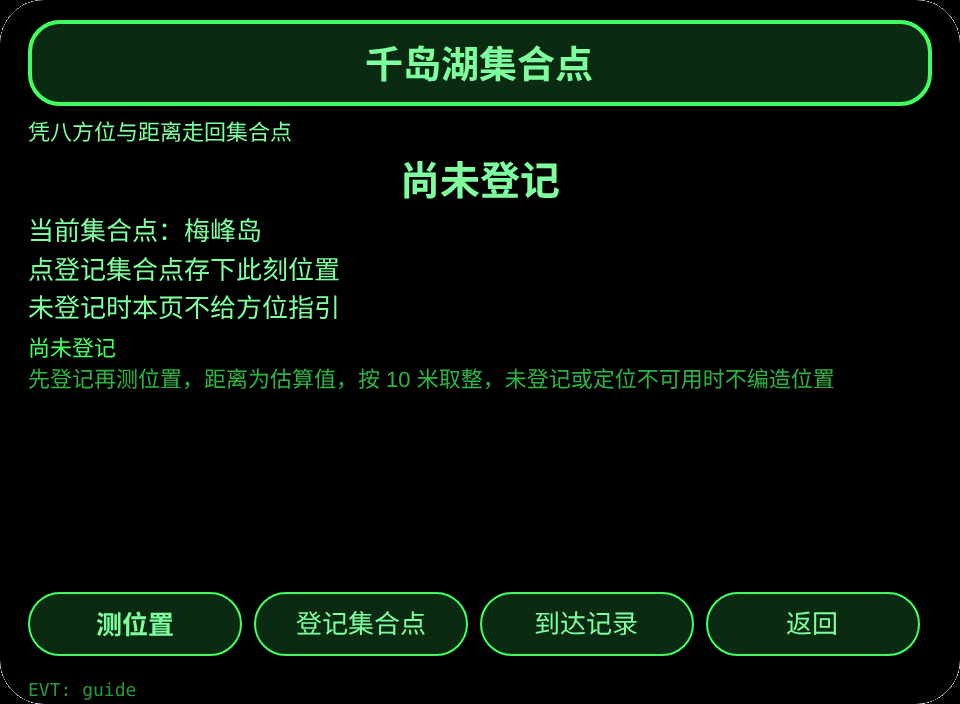 千岛湖集合点
凭八方位与距离走回集合点
尚未登记
当前集合点：梅峰岛
点登记集合点存下此刻位置
未登记时本页不给方位指引
尚未登记
先登记再测位置，距离为估算值，按 10 米取整，未登记或定位不可用时不编造位置
测位置
登记集合点
到达记录
返回
EVT: guide